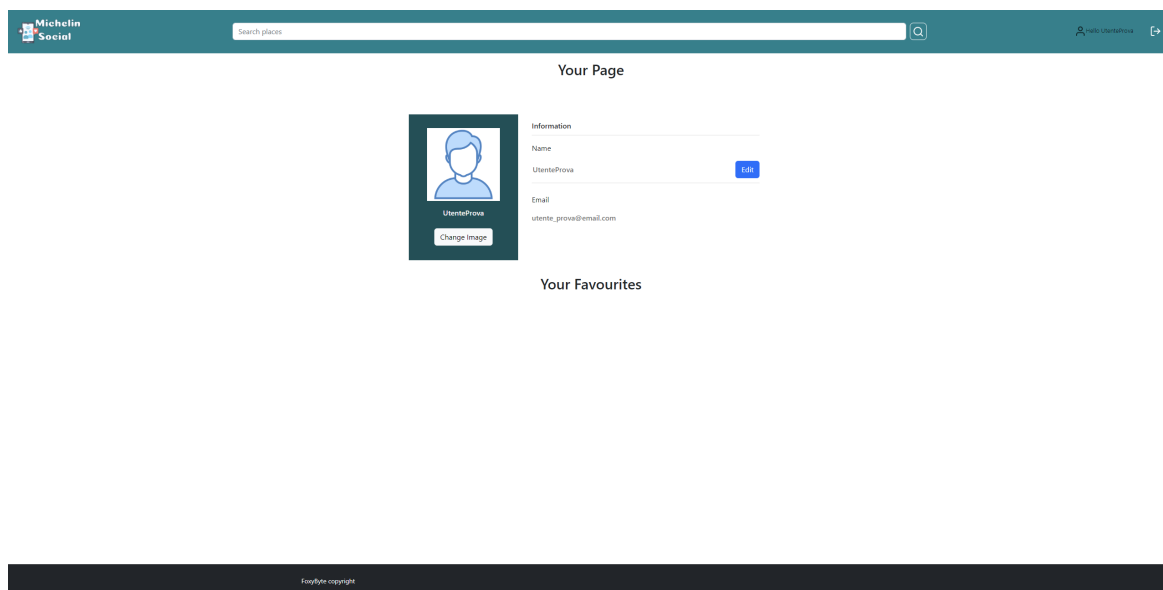 Michelin
Social
Search places
Hello UtenteProva
Your Page
Information
Name
UtenteProva
Edit
Email
utente_prova@email.com
UtenteProva
Change Image
Your Favourites
FoxyByte copyright